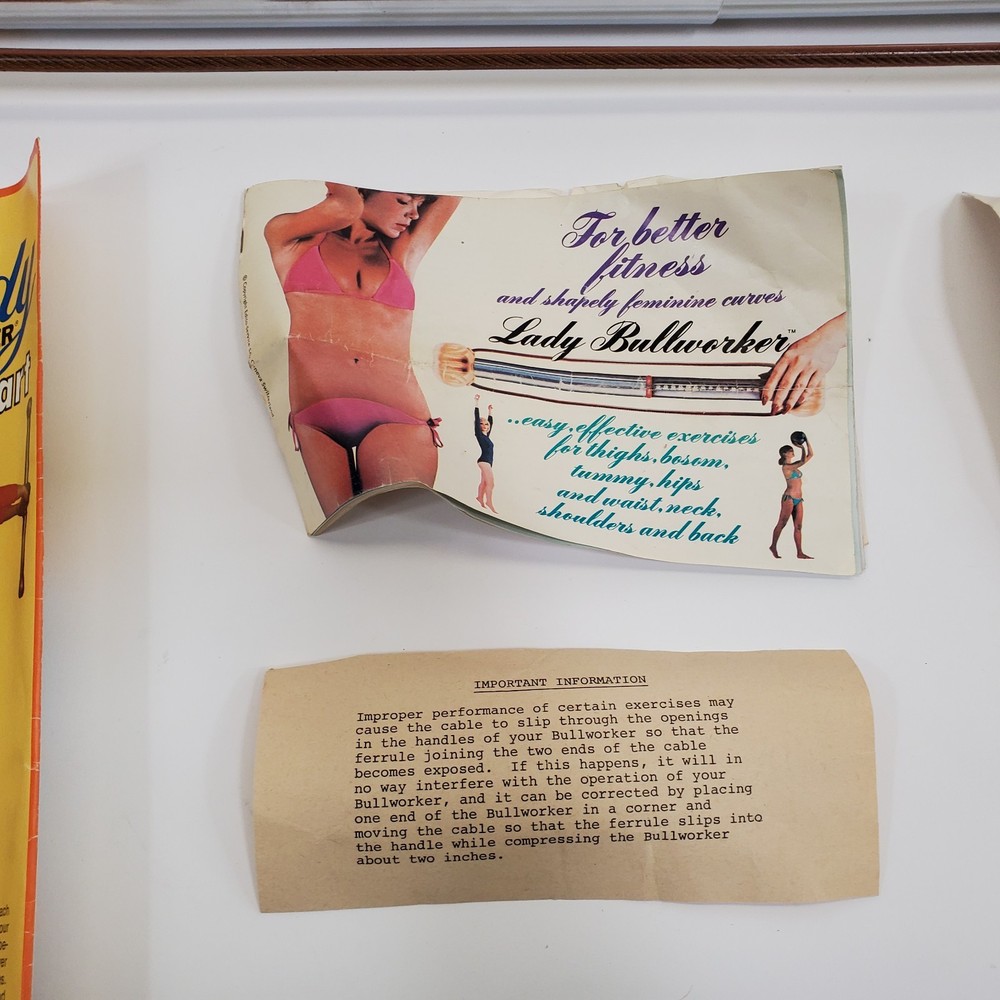 For better
fitness
and shapely feminine curves
Lady Bullworker™
..easy, effective exercises
for thighs, bosom,
tummy, hips
and waist, neck,
shoulders and back
IMPORTANT INFORMATION
Improper performance of certain exercises may
cause the cable to slip through the openings
in the handles of your Bullworker so that the
ferrule joining the two ends of the cable
becomes exposed. If this happens, it will in
no way interfere with the operation of your
Bullworker, and it can be corrected by placing
one end of the Bullworker in a corner and
moving the cable so that the ferrule slips into
the handle while compressing the Bullworker
about two inches.